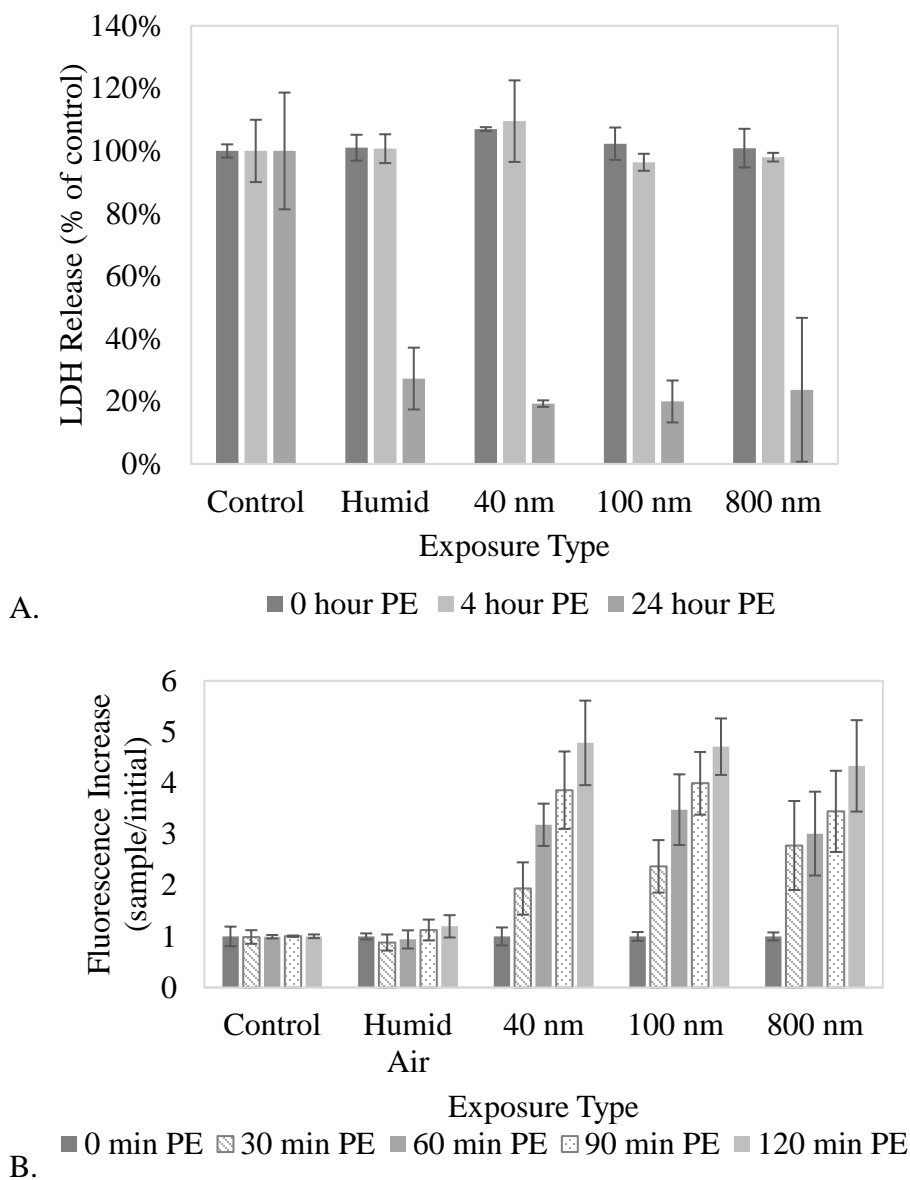 140%
120%
100%
80%
60%
40%
20%
0%
LDH Release (% of control)
Control Humid 40 nm 100 nm 800 nm
Exposure Type
A.
0 hour PE 4 hour PE 24 hour PE
6
5
4
3
2
1
0
Fluorescence Increase
(sample/initial)
Control Humid 40 nm 100 nm 800 nm
Air
Exposure Type
0 min PE 30 min PE 60 min PE 90 min PE 120 min PE
B.